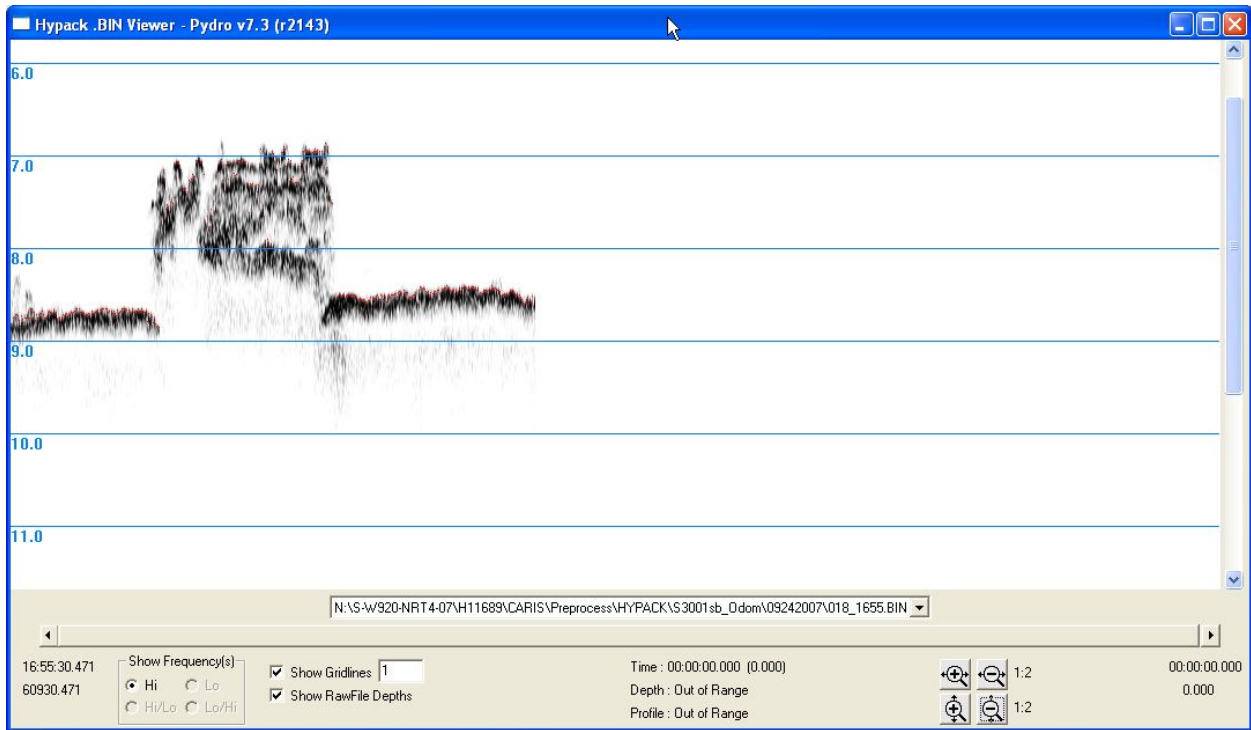 Hypack .BIN Viewer - Pydro v7.3 (r2143)
6.0
7.0
8.0
9.0
10.0
11.0
N:\S-W920-NRT4-07\H11689\CARIS\Preprocess\HYPACK\S3001sb_Odom\09242007\018_1655.BIN
16:55:30.471
60930.471
Show Frequency(s)
Hi Lo
Hi/Lo Lo/Hi
Show Gridlines 1
Show RawFile Depths
Time : 00:00:00.000 (0.000)
Depth : Out of Range
Profile : Out of Range
1:2
1:2
00:00:00.000
0.000